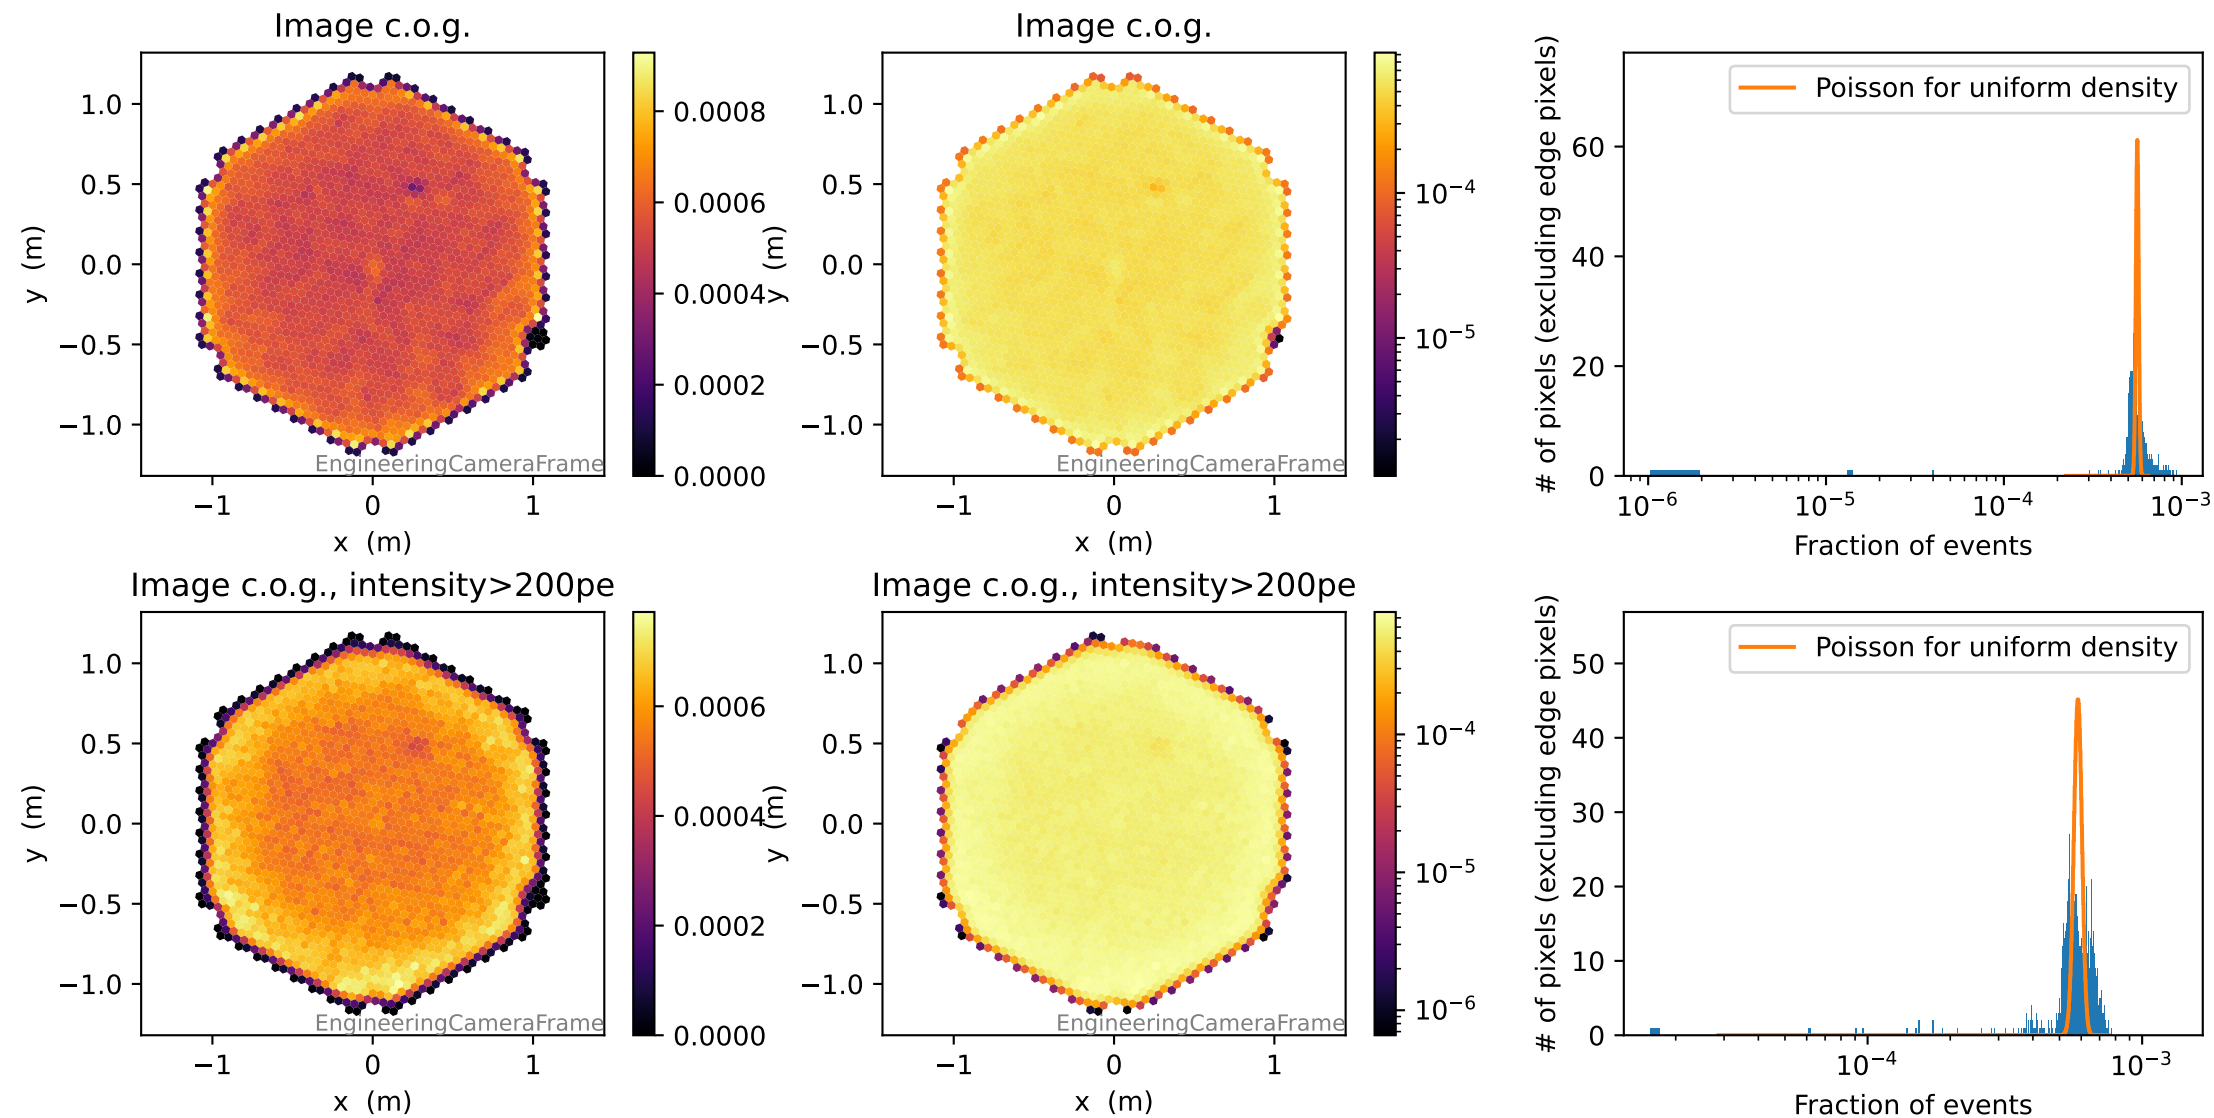 Image c.o.g.
1.0
0.5
0.0
−0.5
−1.0
y (m)
−1
0
1
x (m)
EngineeringCameraFrame
0.0008
0.0006
0.0004
0.0002
0.0000
Image c.o.g.
1.0
0.5
0.0
−0.5
−1.0
y (m)
−1
0
1
x (m)
EngineeringCameraFrame
10⁻⁴
10⁻⁵
# of pixels (excluding edge pixels)
60
40
20
0
Poisson for uniform density
10⁻⁶
10⁻⁵
10⁻⁴
10⁻³
Fraction of events
Image c.o.g., intensity>200pe
1.0
0.5
0.0
−0.5
−1.0
y (m)
−1
0
1
x (m)
EngineeringCameraFrame
0.0006
0.0004
0.0002
0.0000
Image c.o.g., intensity>200pe
1.0
0.5
0.0
−0.5
−1.0
y (m)
−1
0
1
x (m)
EngineeringCameraFrame
10⁻⁴
10⁻⁵
10⁻⁶
# of pixels (excluding edge pixels)
50
40
30
20
10
0
Poisson for uniform density
10⁻⁴
10⁻³
Fraction of events